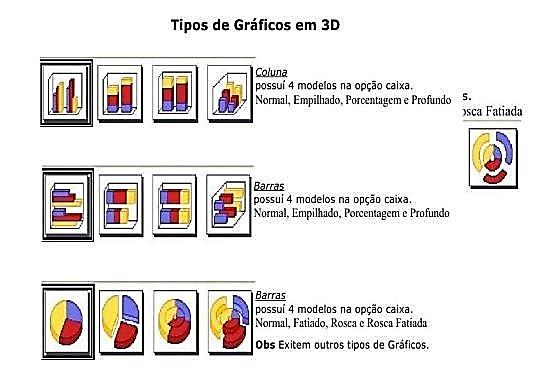 Tipos de Gráficos em 3D
Coluna
possuí 4 modelos na opção caixa.
Normal, Empilhado, Porcentagem e Profundo
s.
osca Fatiada
Barras
possuí 4 modelos na opção caixa.
Normal, Empilhado, Porcentagem e Profundo
Barras
possuí 4 modelos na opção caixa.
Normal, Fatiado, Rosca e Rosca Fatiada
Obs Exitem outros tipos de Gráficos.